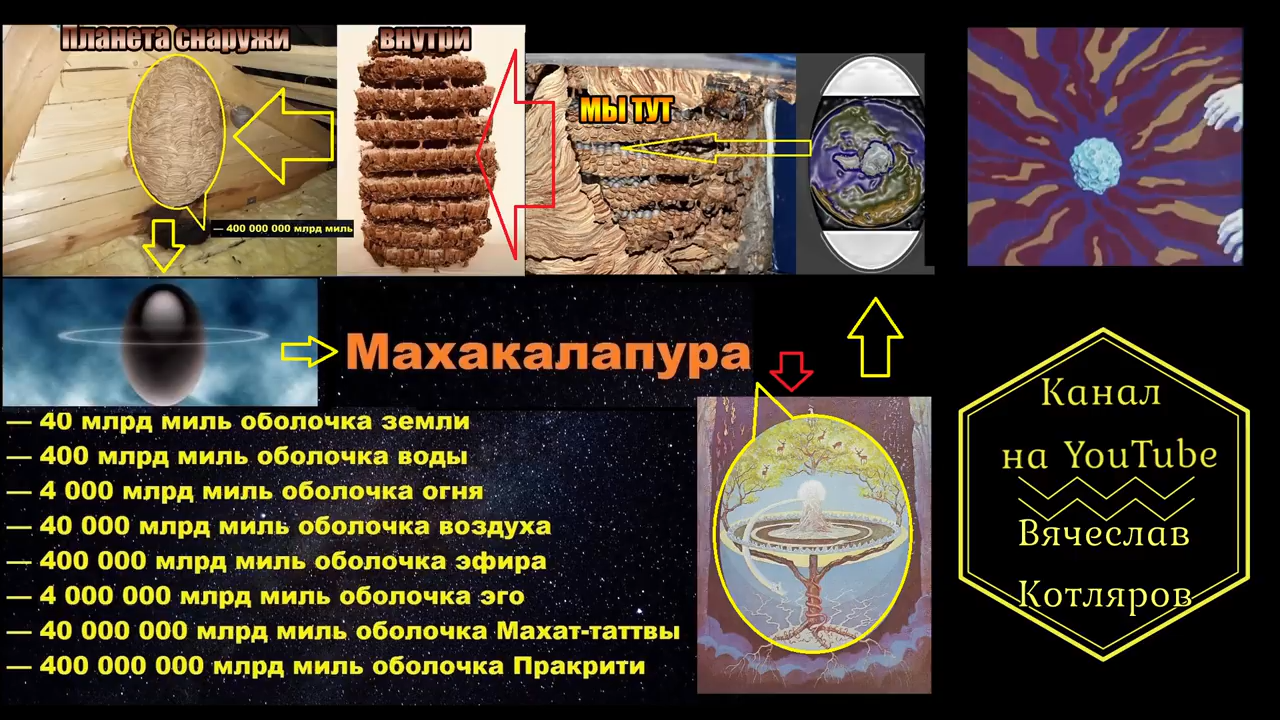 Планета снаружи
внутри
МЫ ТУТ
— 400 000 000 млрд миль
Махакалапура
— 40 млрд миль оболочка земли
— 400 млрд миль оболочка воды
— 4 000 млрд миль оболочка огня
— 40 000 млрд миль оболочка воздуха
— 400 000 млрд миль оболочка эфира
— 4 000 000 млрд миль оболочка эго
— 40 000 000 млрд миль оболочка Махат-таттвы
— 400 000 000 млрд миль оболочка Пракрити
Канал
на YouTube
Вячеслав
Котляров